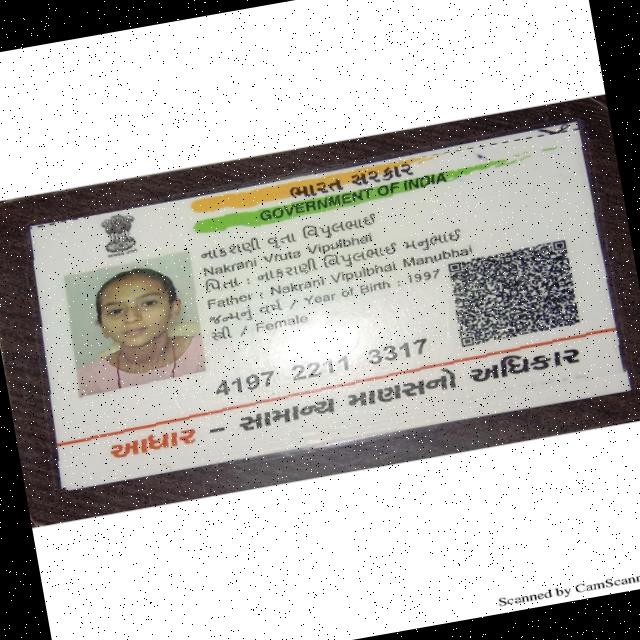 ભારત સરકાર
GOVERNMENT OF INDIA
નાકરાણી વૃતા વિપુલભાઈ
Nakrani Vruta Vipulbhai
પિતા : નાકરાણી વિપુલભાઈ મનુભાઈ
Father : Nakrani Vipulbhai Manubhai
જન્મનું વર્ષ / Year of Birth : 1997
સ્ત્રી / Female
4197 2211 3317
આધાર – સામાન્ય માણસનો અધિકાર
Scanned by CamScann